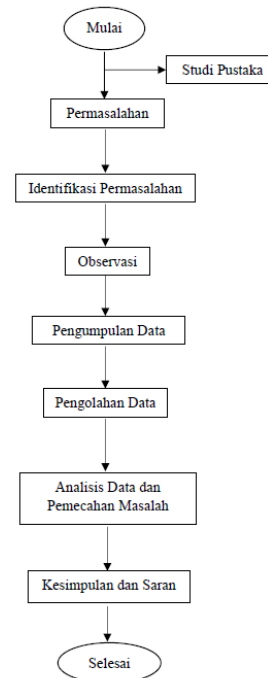 Mulai
Studi Pustaka
Permasalahan
Identifikasi Permasalahan
Observasi
Pengumpulan Data
Pengolahan Data
Analisis Data dan
Pemecahan Masalah
Kesimpulan dan Saran
Selesai